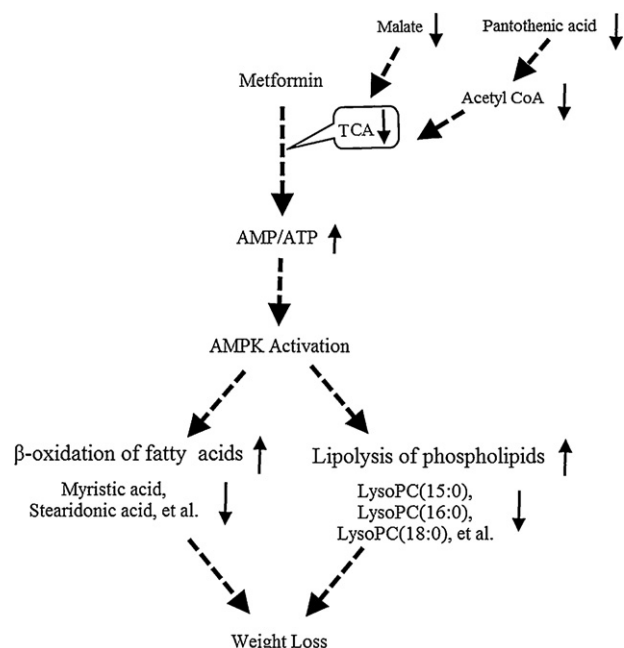 Malate
Pantothenic acid
Metformin
Acetyl CoA
TCA
AMP/ATP
AMPK Activation
β-oxidation of fatty acids
Lipolysis of phospholipids
Myristic acid,
Stearidonic acid, et al.
LysoPC(15:0),
LysoPC(16:0),
LysoPC(18:0), et al.
Weight Loss